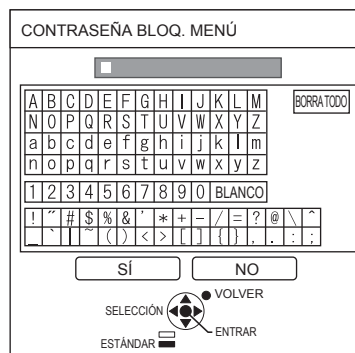 CONTRASEÑA BLOQ. MENÚ
A B C D E F G H I J K L M BORRA TODO
N O P Q R S T U V W X Y Z
a b c d e f g h i j k l m
n o p q r s t u v w x y z
1 2 3 4 5 6 7 8 9 0 BLANCO
! ˝ # $ % & ' * + - / = ? @ \ ^
_ ` | ~ ( ) < > [ ] { } , . : ;
SÍ NO
VOLVER
SELECCIÓN
ENTRAR
ESTÁNDAR